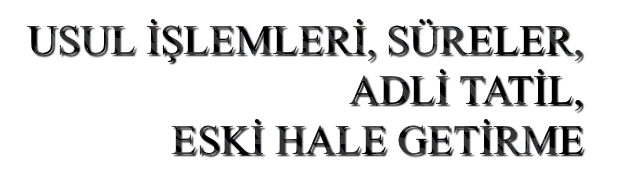 USUL İŞLEMLERİ, SÜRELER,
ADLİ TATİL,
ESKİ HALE GETİRME